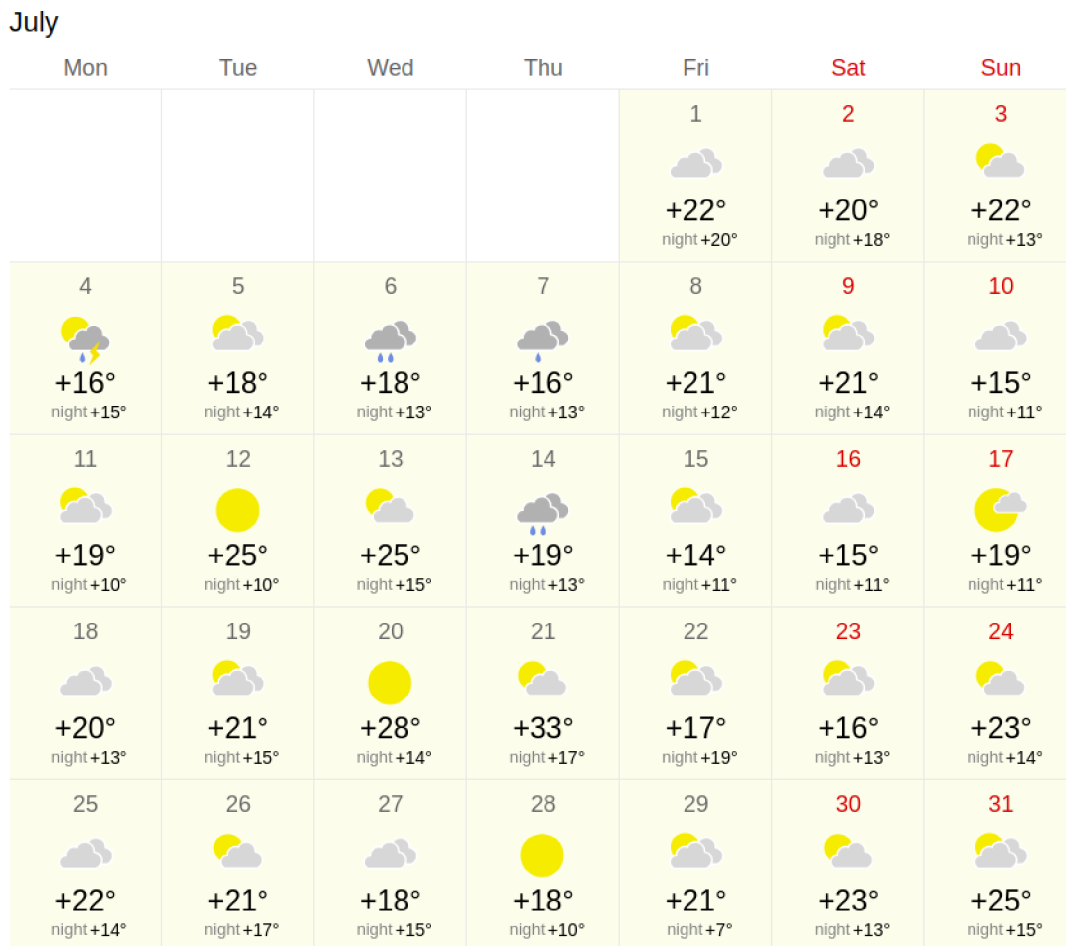 July
Mon Tue Wed Thu Fri Sat Sun
1 2 3
+22° +20° +22°
night +20° night +18° night +13°
4 5 6 7 8 9 10
+16° +18° +18° +16° +21° +21° +15°
night +15° night +14° night +13° night +13° night +12° night +14° night +11°
11 12 13 14 15 16 17
+19° +25° +25° +19° +14° +15° +19°
night +10° night +10° night +15° night +13° night +11° night +11° night +11°
18 19 20 21 22 23 24
+20° +21° +28° +33° +17° +16° +23°
night +13° night +15° night +14° night +17° night +19° night +13° night +14°
25 26 27 28 29 30 31
+22° +21° +18° +18° +21° +23° +25°
night +14° night +17° night +15° night +10° night +7° night +13° night +15°